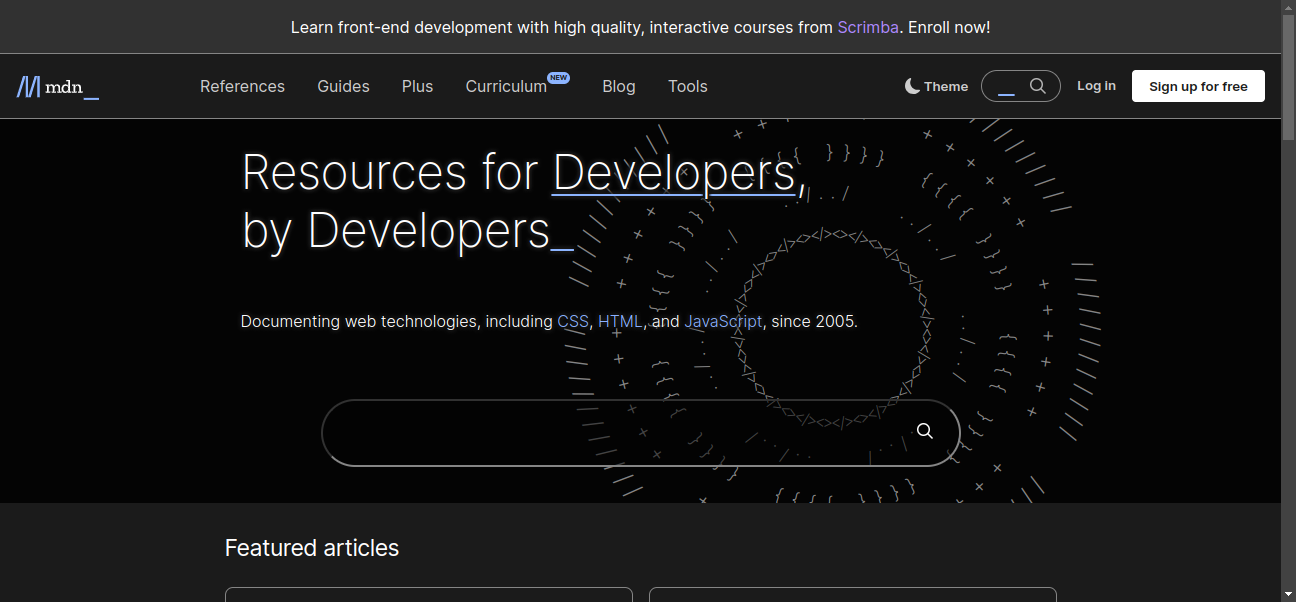 Learn front-end development with high quality, interactive courses from Scrimba. Enroll now!
mdn_
References Guides Plus Curriculum NEW Blog Tools Theme Log in Sign up for free
Resources for Developers,
by Developers_
Documenting web technologies, including CSS, HTML, and JavaScript, since 2005.
Featured articles